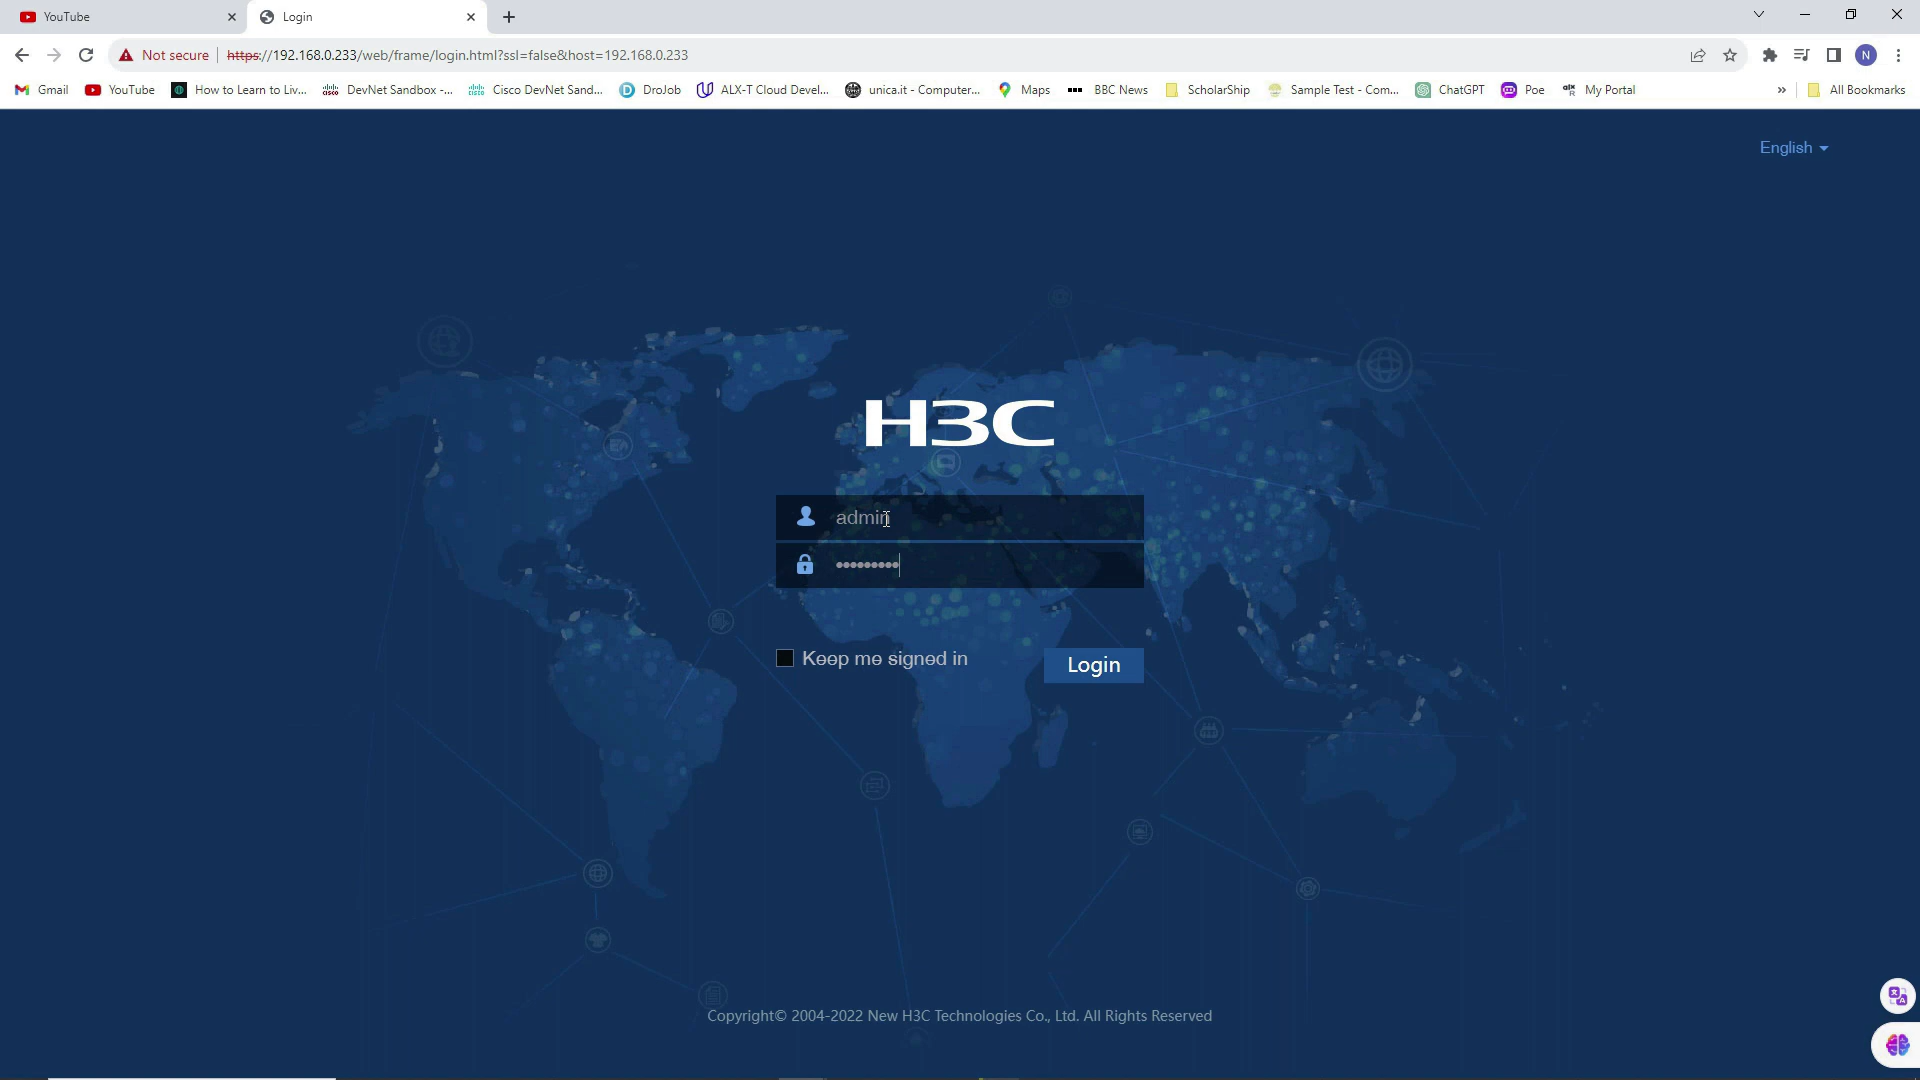 YouTube
Login
Not secure
https://192.168.0.233/web/frame/login.html?ssl=false&host=192.168.0.233
N
Gmail
YouTube
How to Learn to Liv...
DevNet Sandbox -...
Cisco DevNet Sand...
DroJob
ALX-T Cloud Devel...
unica.it - Computer...
Maps
BBC News
ScholarShip
Sample Test - Com...
ChatGPT
Poe
My Portal
»
All Bookmarks
English
H3C
admin
•••••••••
Keep me signed in
Login
Copyright© 2004-2022 New H3C Technologies Co., Ltd. All Rights Reserved